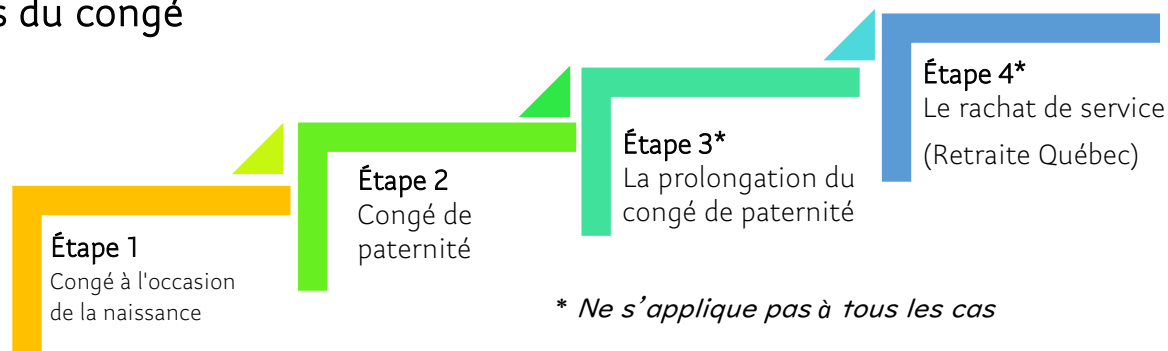 s du congé
Étape 1
Congé à l'occasion
de la naissance
Étape 2
Congé de
paternité
Étape 3*
La prolongation du
congé de paternité
Étape 4*
Le rachat de service
(Retraite Québec)
* Ne s'applique pas à tous les cas